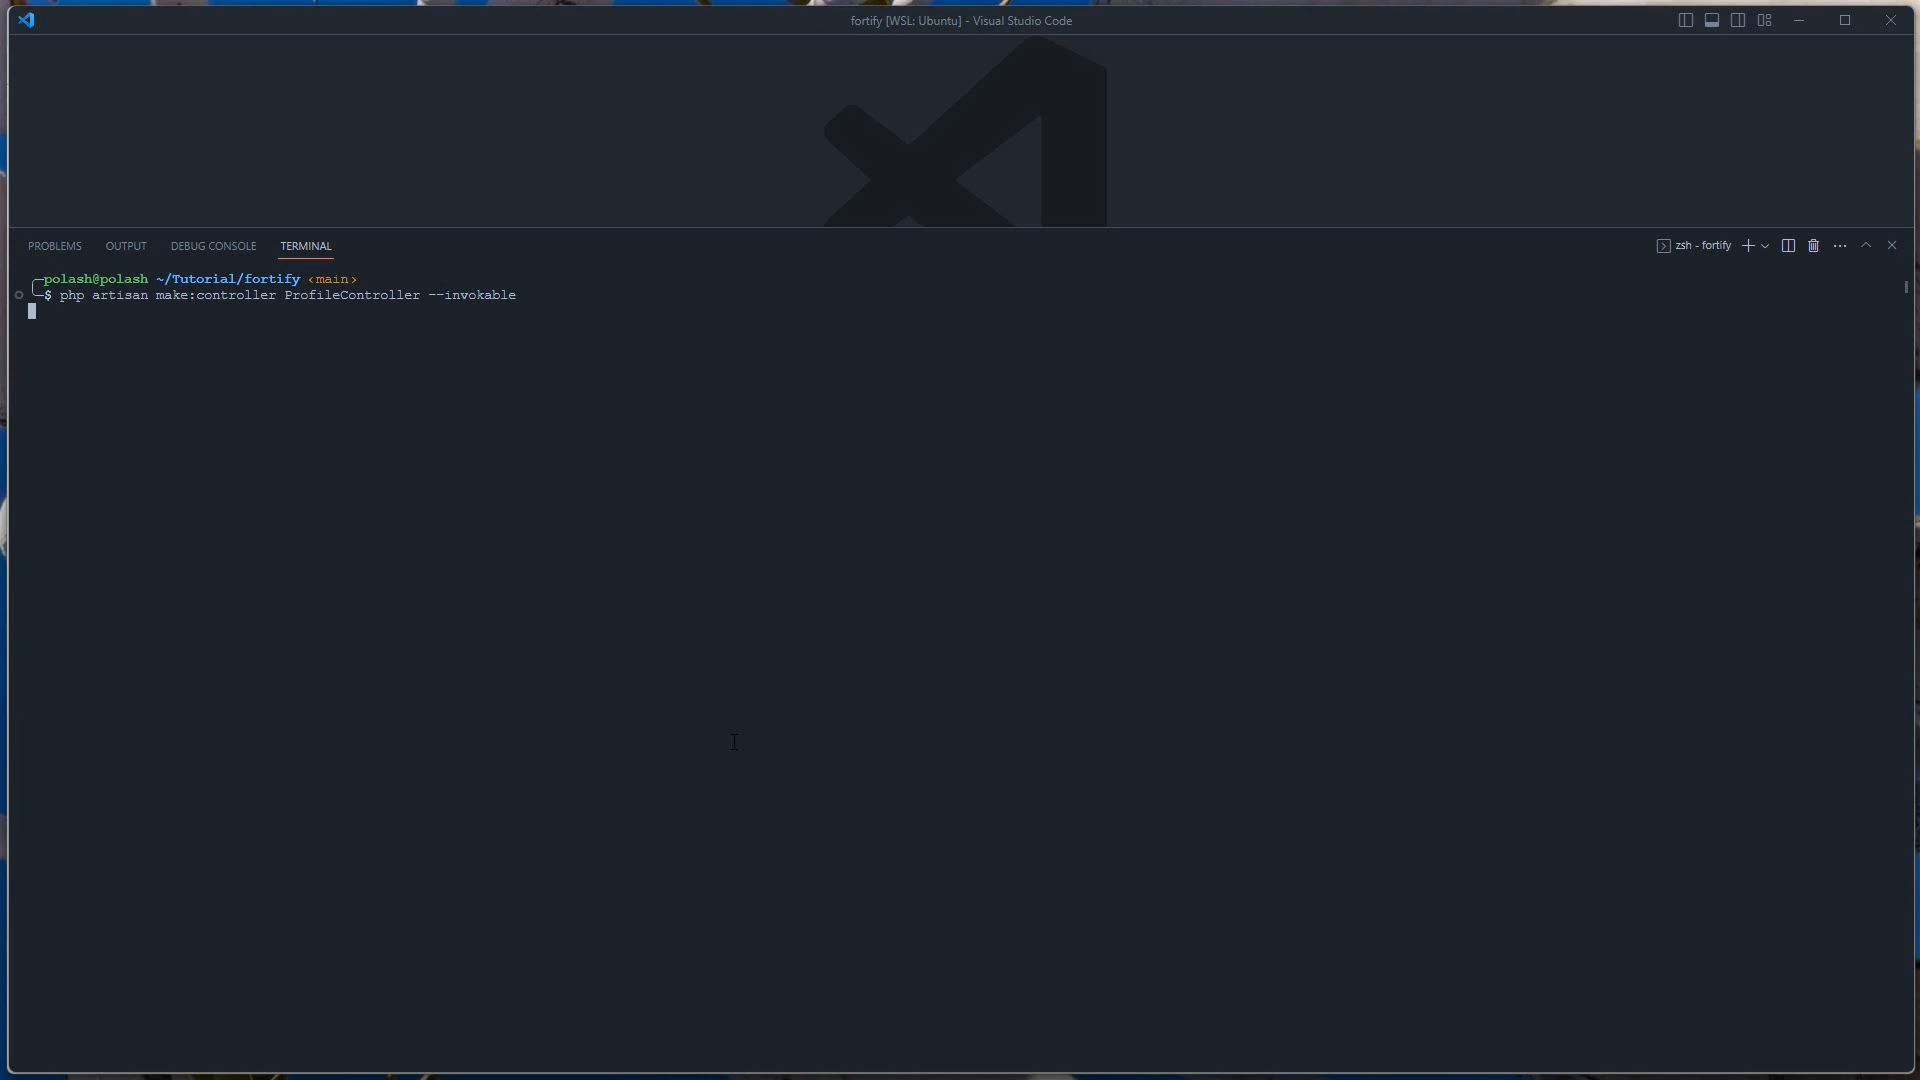 fortify [WSL: Ubuntu] - Visual Studio Code
PROBLEMS OUTPUT DEBUG CONSOLE TERMINAL
zsh - fortify
polash@polash ~/Tutorial/fortify ‹main›
$ php artisan make:controller ProfileController --invokable